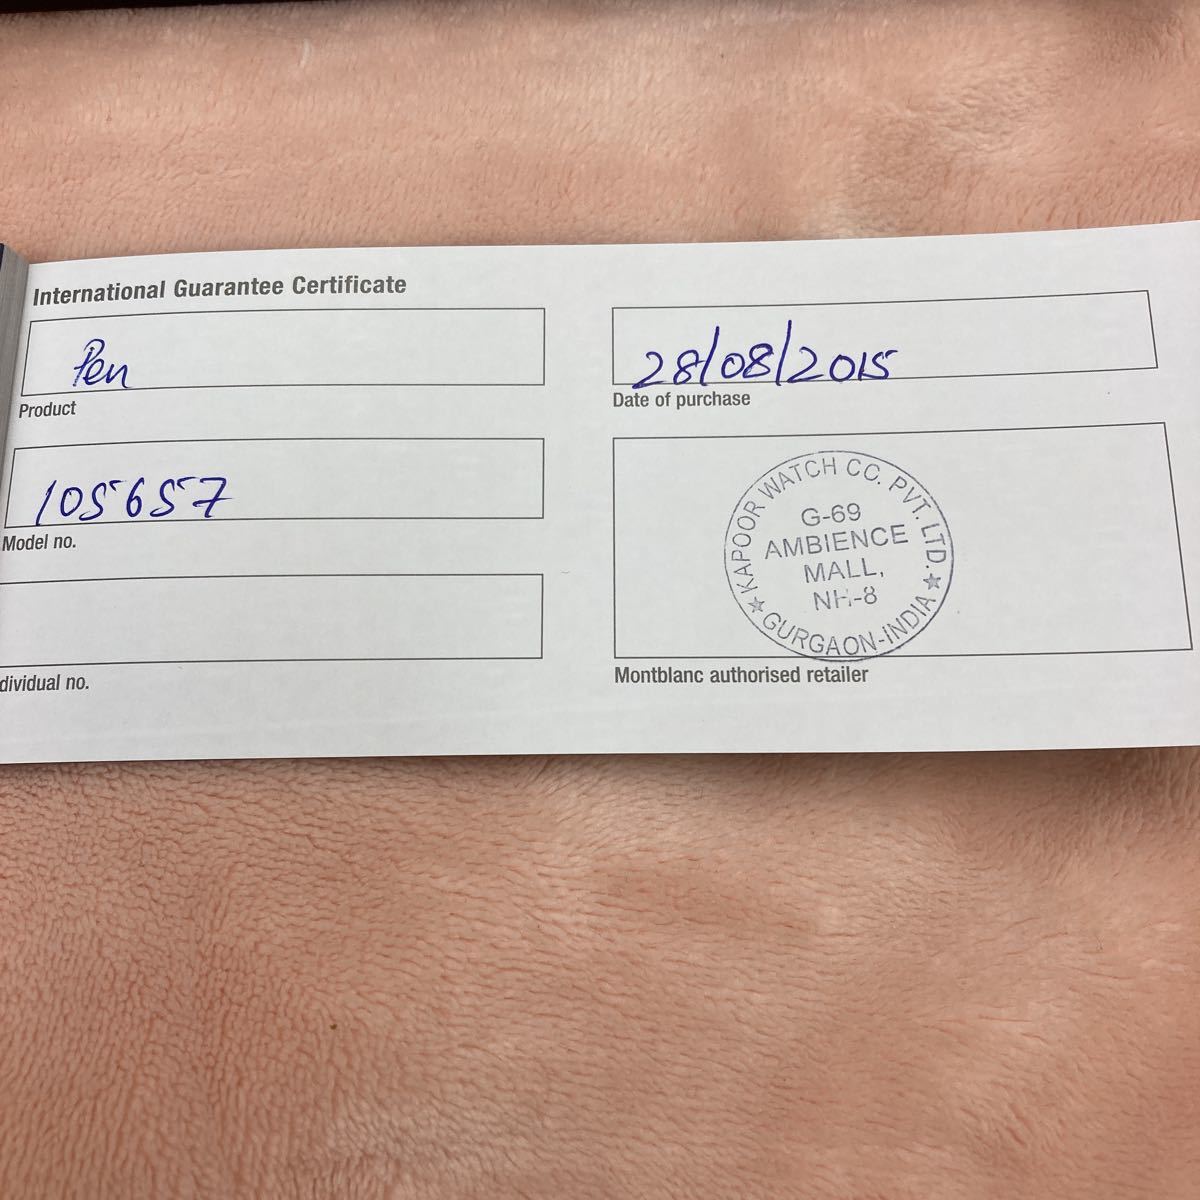 International Guarantee Certificate
Pen
Product
105657
Model no.
dividual no.
28/08/2015
Date of purchase
KAPOOR WATCH CC. PVT. LTD.
G-69
AMBIENCE
MALL,
NH-8
★ GURGAON-INDIA ★
Montblanc authorised retailer